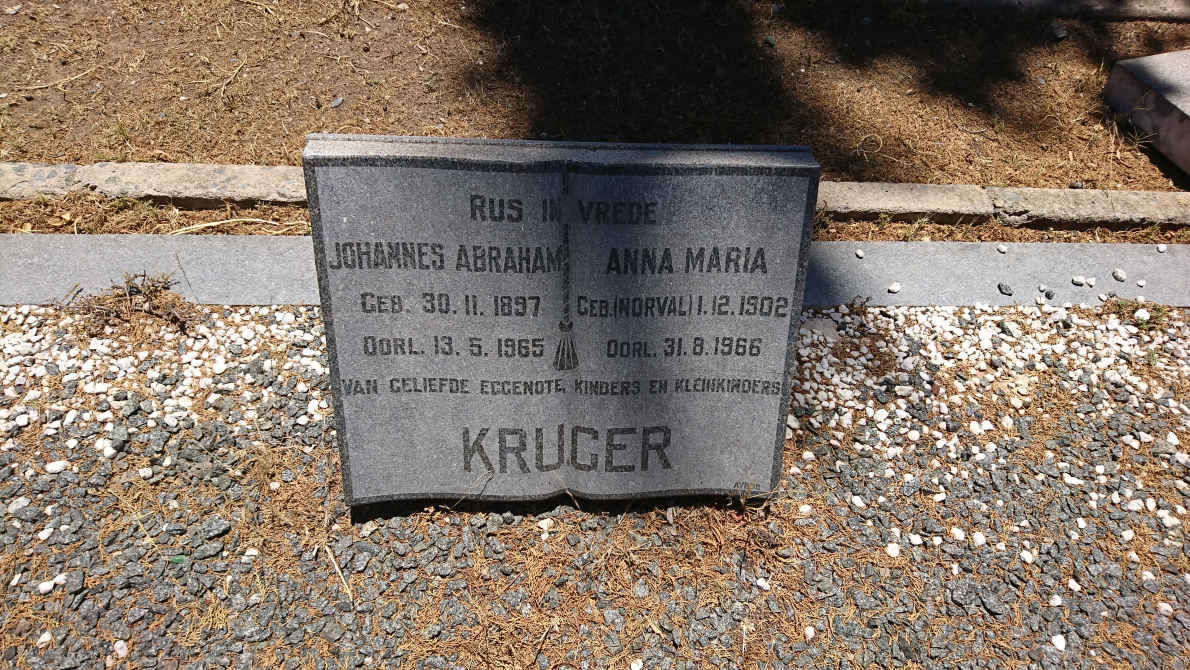 RUS IN VREDE
JOHANNES ABRAHAM
GEB. 30.11.1897
OORL. 13.5.1965
ANNA MARIA
GEB.(NORVAL) 1.12.1902
OORL. 31.8.1966
VAN GELIEFDE EGGENOTE, KINDERS EN KLEINKINDERS
KRUGER